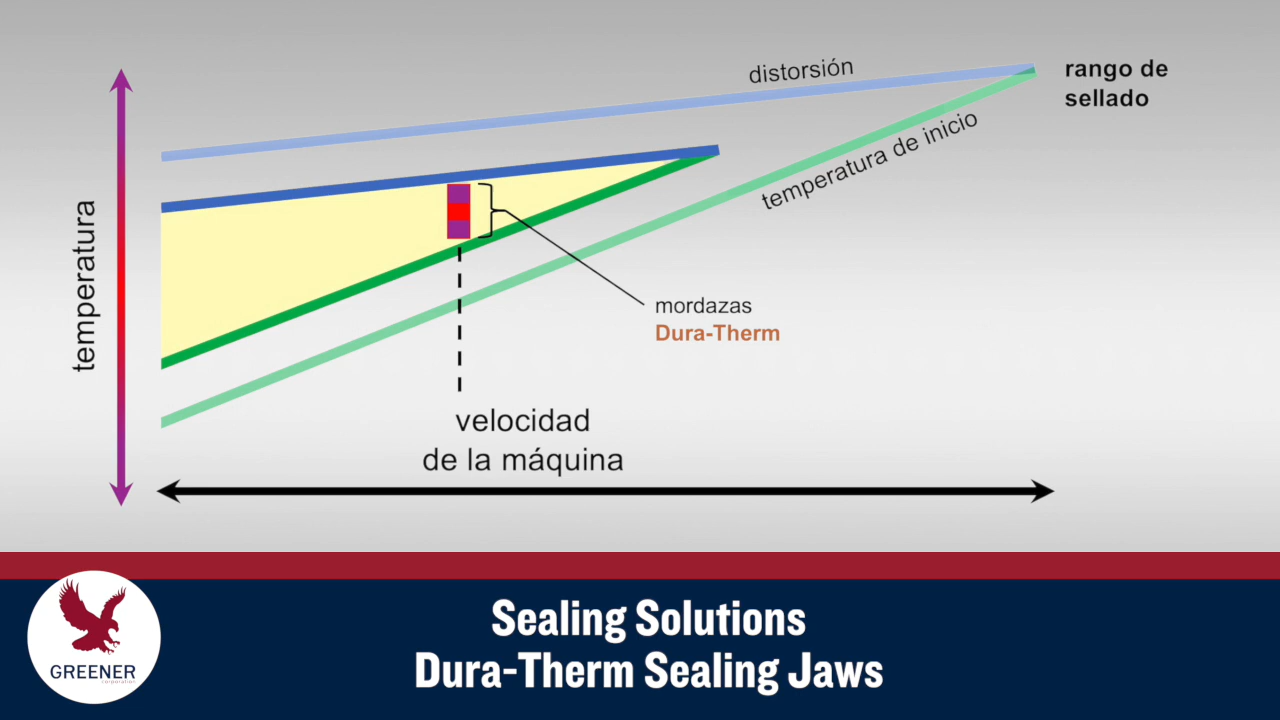 distorsión
rango de
sellado
temperatura de inicio
temperatura
mordazas
Dura-Therm
velocidad
de la máquina
Sealing Solutions
Dura-Therm Sealing Jaws
GREENER
corporation